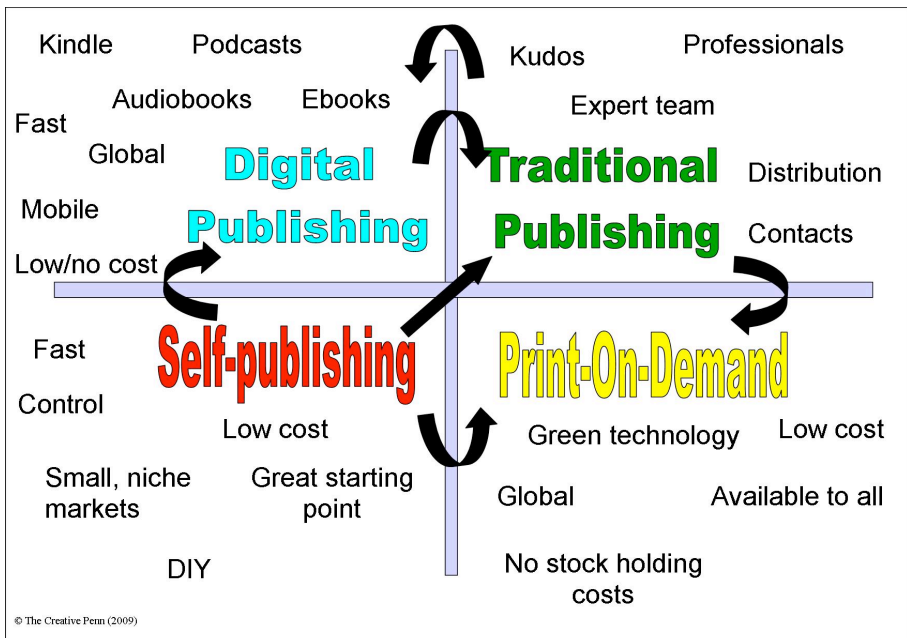 Kindle
Podcasts
Audiobooks
Ebooks
Fast
Global
Digital
Publishing
Mobile
Low/no cost
Kudos
Professionals
Expert team
Traditional
Publishing
Distribution
Contacts
Self-publishing
Fast
Control
Low cost
Small, niche
markets
Great starting
point
DIY
Print-On-Demand
Green technology
Low cost
Global
Available to all
No stock holding
costs
© The Creative Penn (2009)